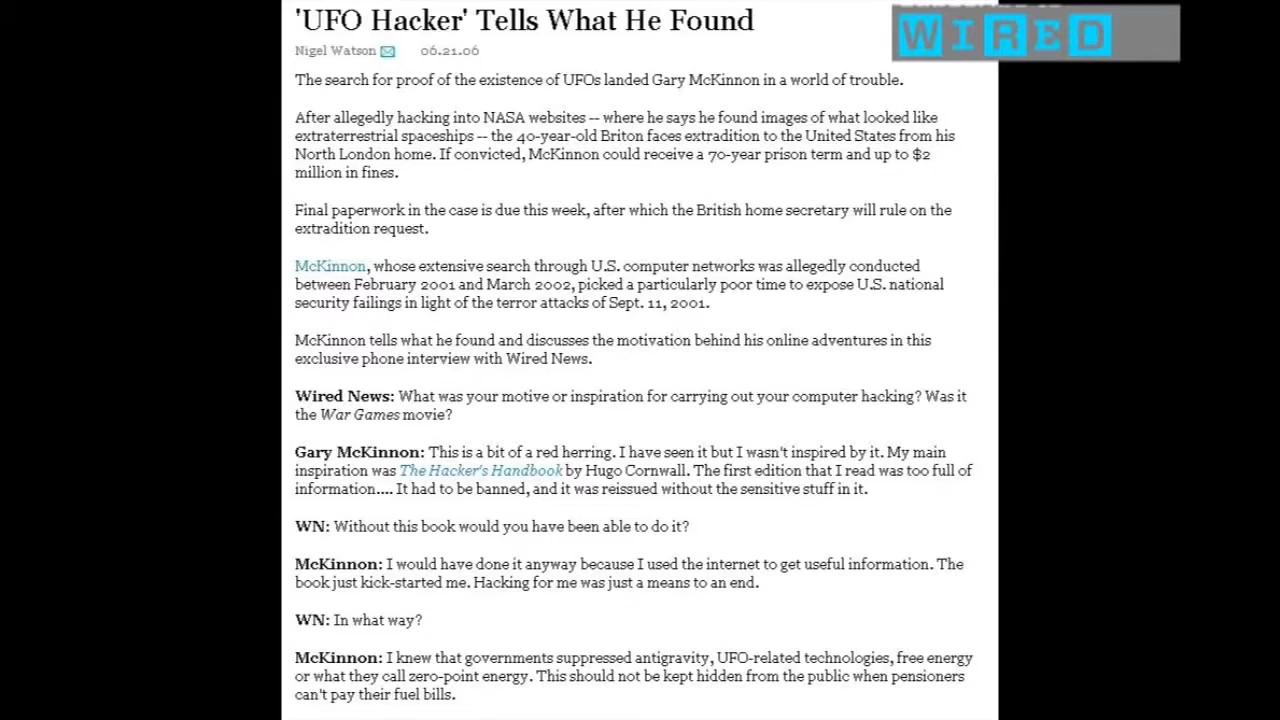 'UFO Hacker' Tells What He Found
WIRED
Nigel Watson 06.21.06
The search for proof of the existence of UFOs landed Gary McKinnon in a world of trouble.
After allegedly hacking into NASA websites -- where he says he found images of what looked like
extraterrestrial spaceships -- the 40-year-old Briton faces extradition to the United States from his
North London home. If convicted, McKinnon could receive a 70-year prison term and up to $2
million in fines.
Final paperwork in the case is due this week, after which the British home secretary will rule on the
extradition request.
McKinnon, whose extensive search through U.S. computer networks was allegedly conducted
between February 2001 and March 2002, picked a particularly poor time to expose U.S. national
security failings in light of the terror attacks of Sept. 11, 2001.
McKinnon tells what he found and discusses the motivation behind his online adventures in this
exclusive phone interview with Wired News.
Wired News: What was your motive or inspiration for carrying out your computer hacking? Was it
the War Games movie?
Gary McKinnon: This is a bit of a red herring. I have seen it but I wasn't inspired by it. My main
inspiration was The Hacker's Handbook by Hugo Cornwall. The first edition that I read was too full of
information.... It had to be banned, and it was reissued without the sensitive stuff in it.
WN: Without this book would you have been able to do it?
McKinnon: I would have done it anyway because I used the internet to get useful information. The
book just kick-started me. Hacking for me was just a means to an end.
WN: In what way?
McKinnon: I knew that governments suppressed antigravity, UFO-related technologies, free energy
or what they call zero-point energy. This should not be kept hidden from the public when pensioners
can't pay their fuel bills.